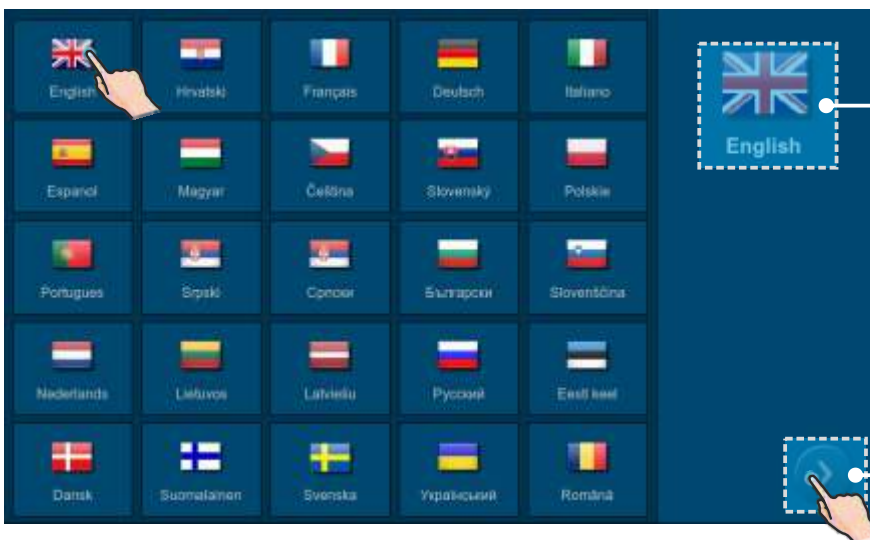 English Hrvatski Français Deutsch Italiano
English
Espanol Magyar Čeština Slovenský Polskie
Portugues Srpski Српски Български Slovenščina
Nederlands Lietuvos Latviešu Русский Eesti keel
Dansk Suomalainen Svenska Український Română